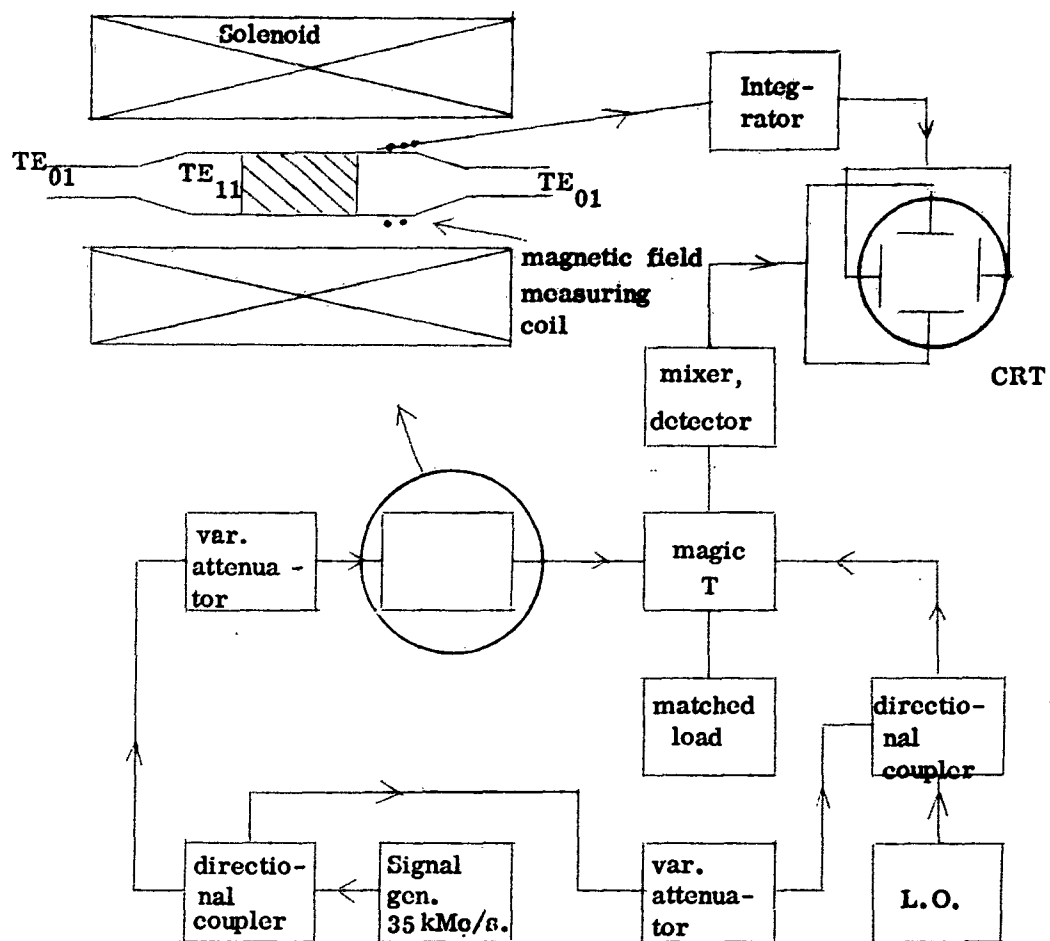 Solenoid
Integ-
rator
TE01
TE11
TE01
magnetic field
measuring
coil
CRT
mixer,
detector
var.
attenua -
tor
magic
T
matched
load
directio-
nal
coupler
directio-
nal
coupler
Signal
gen.
35 kMc/s.
var.
attenua-
tor
L.O.